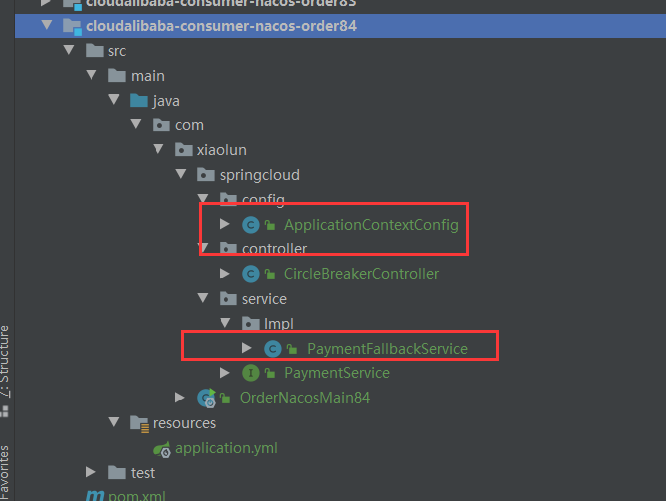 cloudalibaba-consumer-nacos-order83
cloudalibaba-consumer-nacos-order84
src
main
java
com
xiaolun
springcloud
config
C ApplicationContextConfig
controller
C CircleBreakerController
service
Impl
C PaymentFallbackService
I PaymentService
OrderNacosMain84
resources
application.yml
test
m pom.xml
7: Structure
Favorites